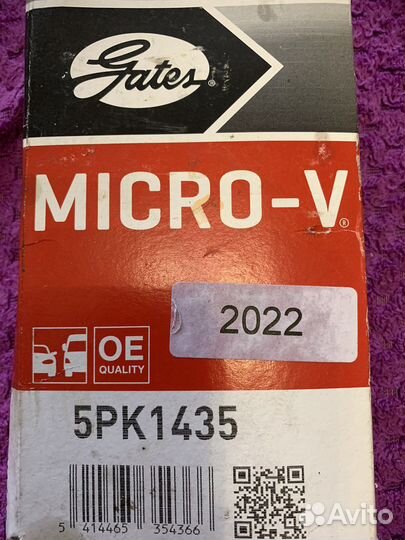 Gates®
MICRO-V®
2022
OE
QUALITY
5PK1435
5 414465 354366
Avito